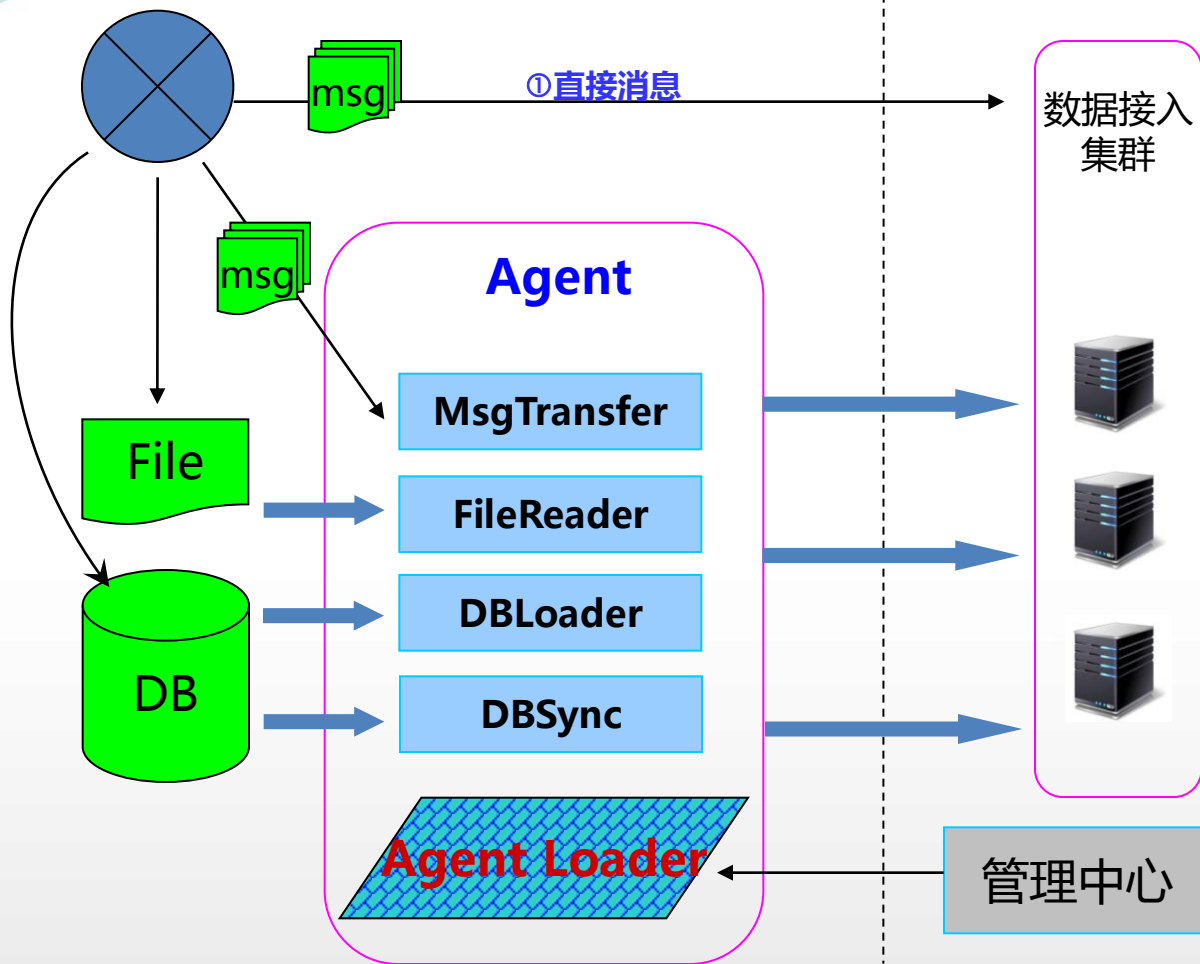 msg
①直接消息
数据接入
集群
msg
Agent
MsgTransfer
File
FileReader
DBLoader
DB
DBSync
Agent Loader
管理中心